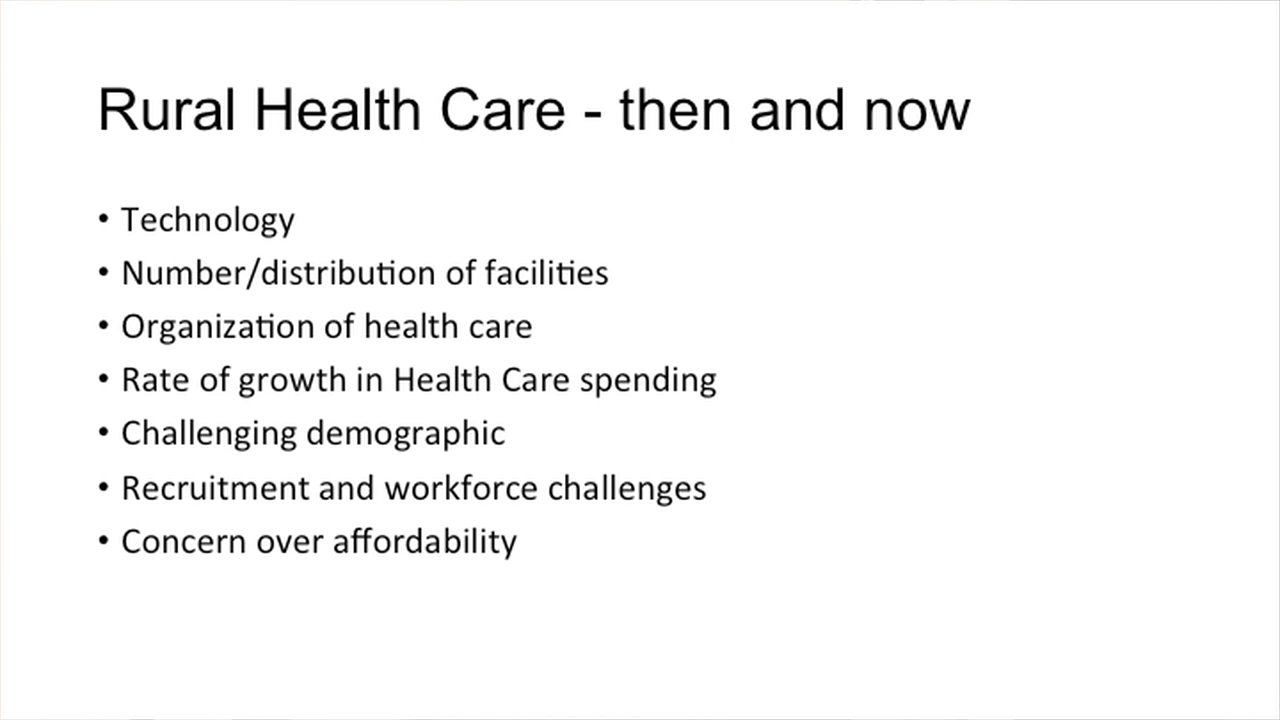 Rural Health Care - then and now
• Technology
• Number/distribution of facilities
• Organization of health care
• Rate of growth in Health Care spending
• Challenging demographic
• Recruitment and workforce challenges
• Concern over affordability